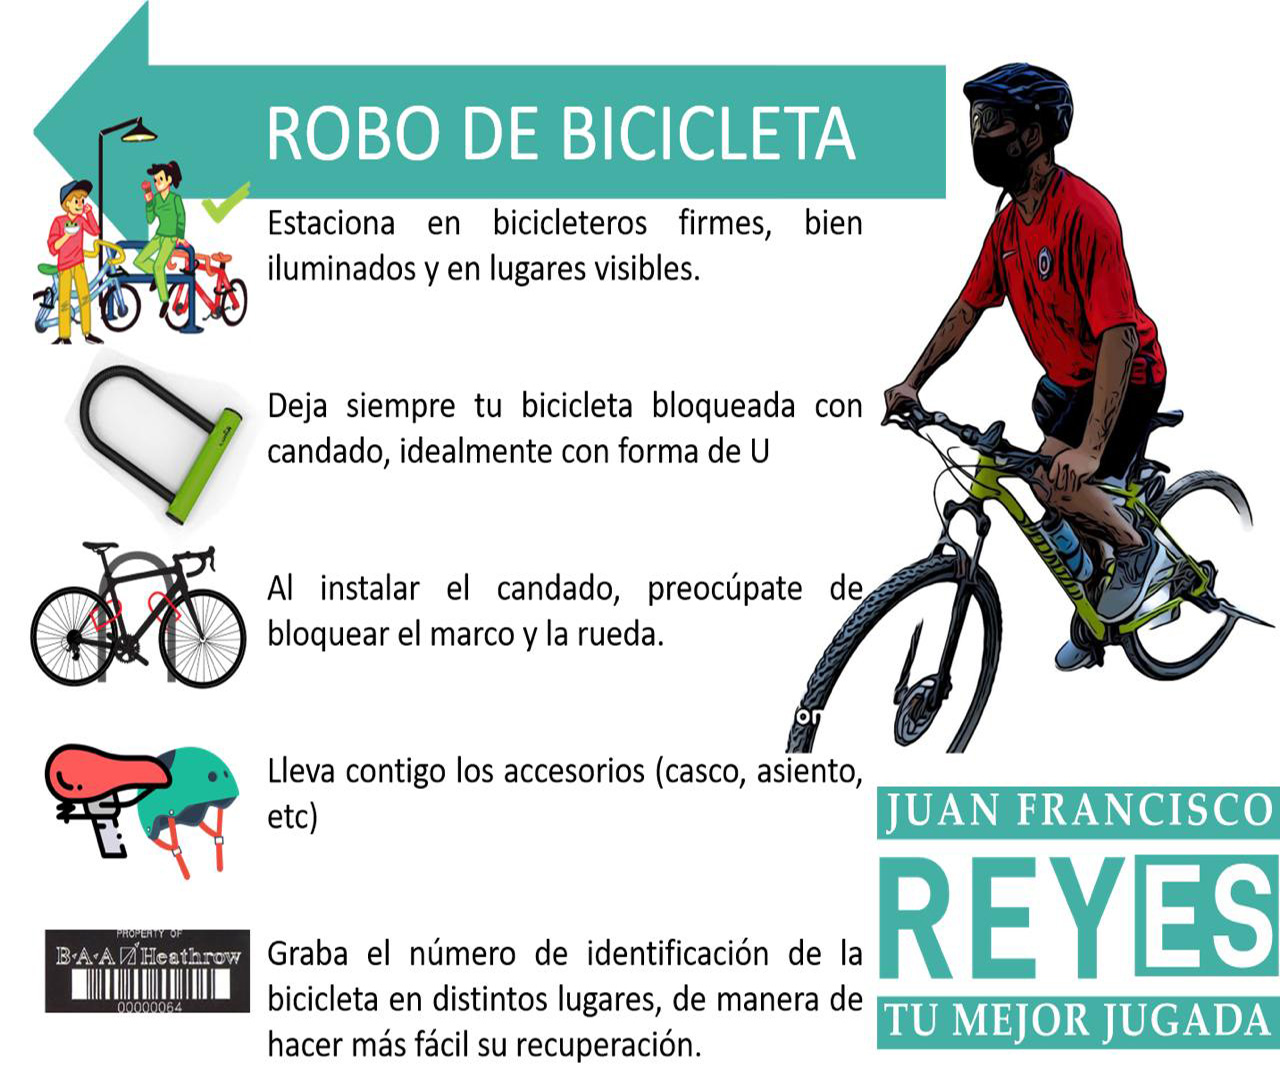 ROBO DE BICICLETA
Estaciona en bicicleteros firmes, bien
iluminados y en lugares visibles.
Deja siempre tu bicicleta bloqueada con
candado, idealmente con forma de U
Al instalar el candado, preocúpate de
bloquear el marco y la rueda.
on
Lleva contigo los accesorios (casco, asiento,
etc)
JUAN FRANCISCO
REYES
TU MEJOR JUGADA
PROPERTY OF
B·A·A Heathrow
00000064
Graba el número de identificación de la
bicicleta en distintos lugares, de manera de
hacer más fácil su recuperación.